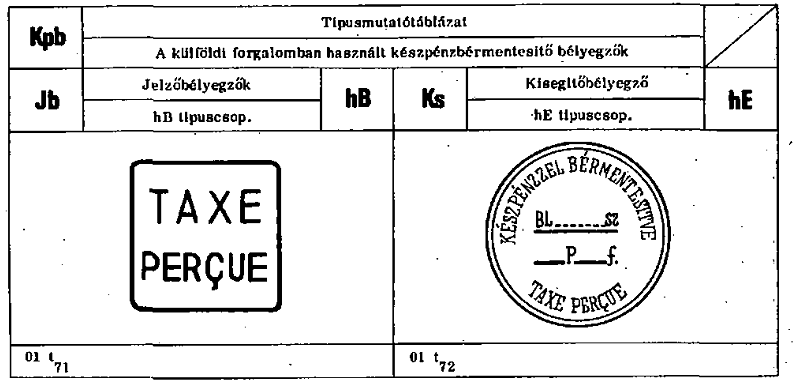 Kpb
Típusmutatótáblázat
A külföldi forgalomban használt készpénzbérmentesítő bélyegzők
Jb
Jelzőbélyegzők
hB típuscsop.
hB
Ks
Kisegítőbélyegző
hE típuscsop.
hE
TAXE
PERÇUE
KÉSZPÉNZZEL BÉRMENTESÍTVE
BL.......sz
__P__f.
TAXE PERÇUE
01 t71
01 t72